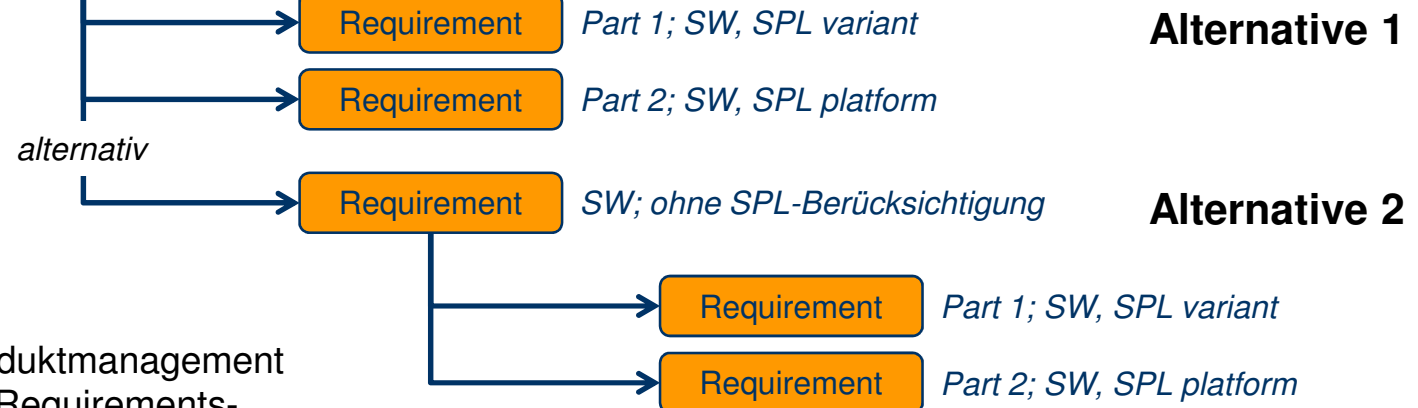 Requirement Part 1; SW, SPL variant Alternative 1
Requirement Part 2; SW, SPL platform
alternativ
Requirement SW; ohne SPL-Berücksichtigung Alternative 2
Requirement Part 1; SW, SPL variant
duktmanagement
Requirement Part 2; SW, SPL platform
Requirements-